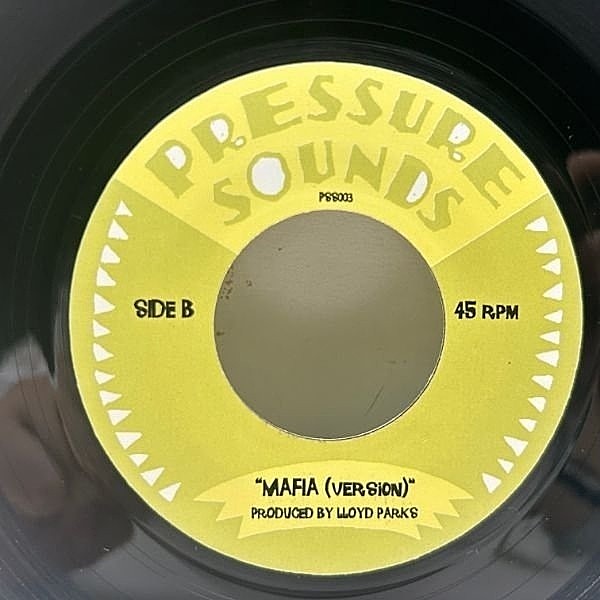 PRESSURE
SOUNDS
PSS003
SIDE B
45 RPM
"MAFIA (VERSION)"
PRODUCED BY LLOYD PARKS